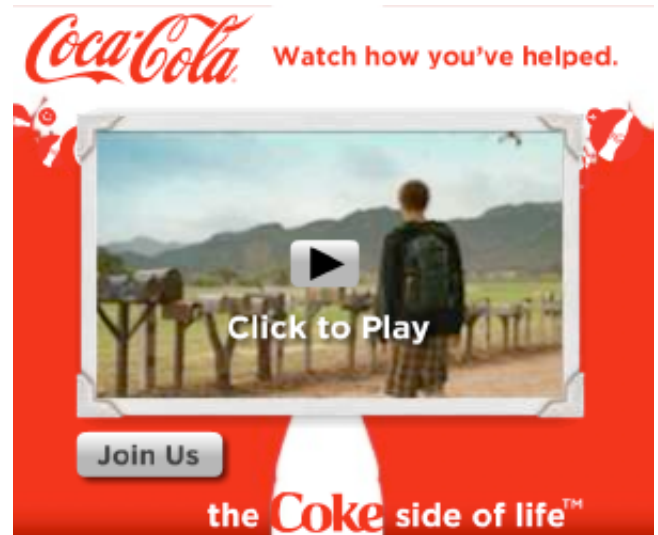 Coca-Cola
Watch how you've helped.
Click to Play
Join Us
the Coke side of life™